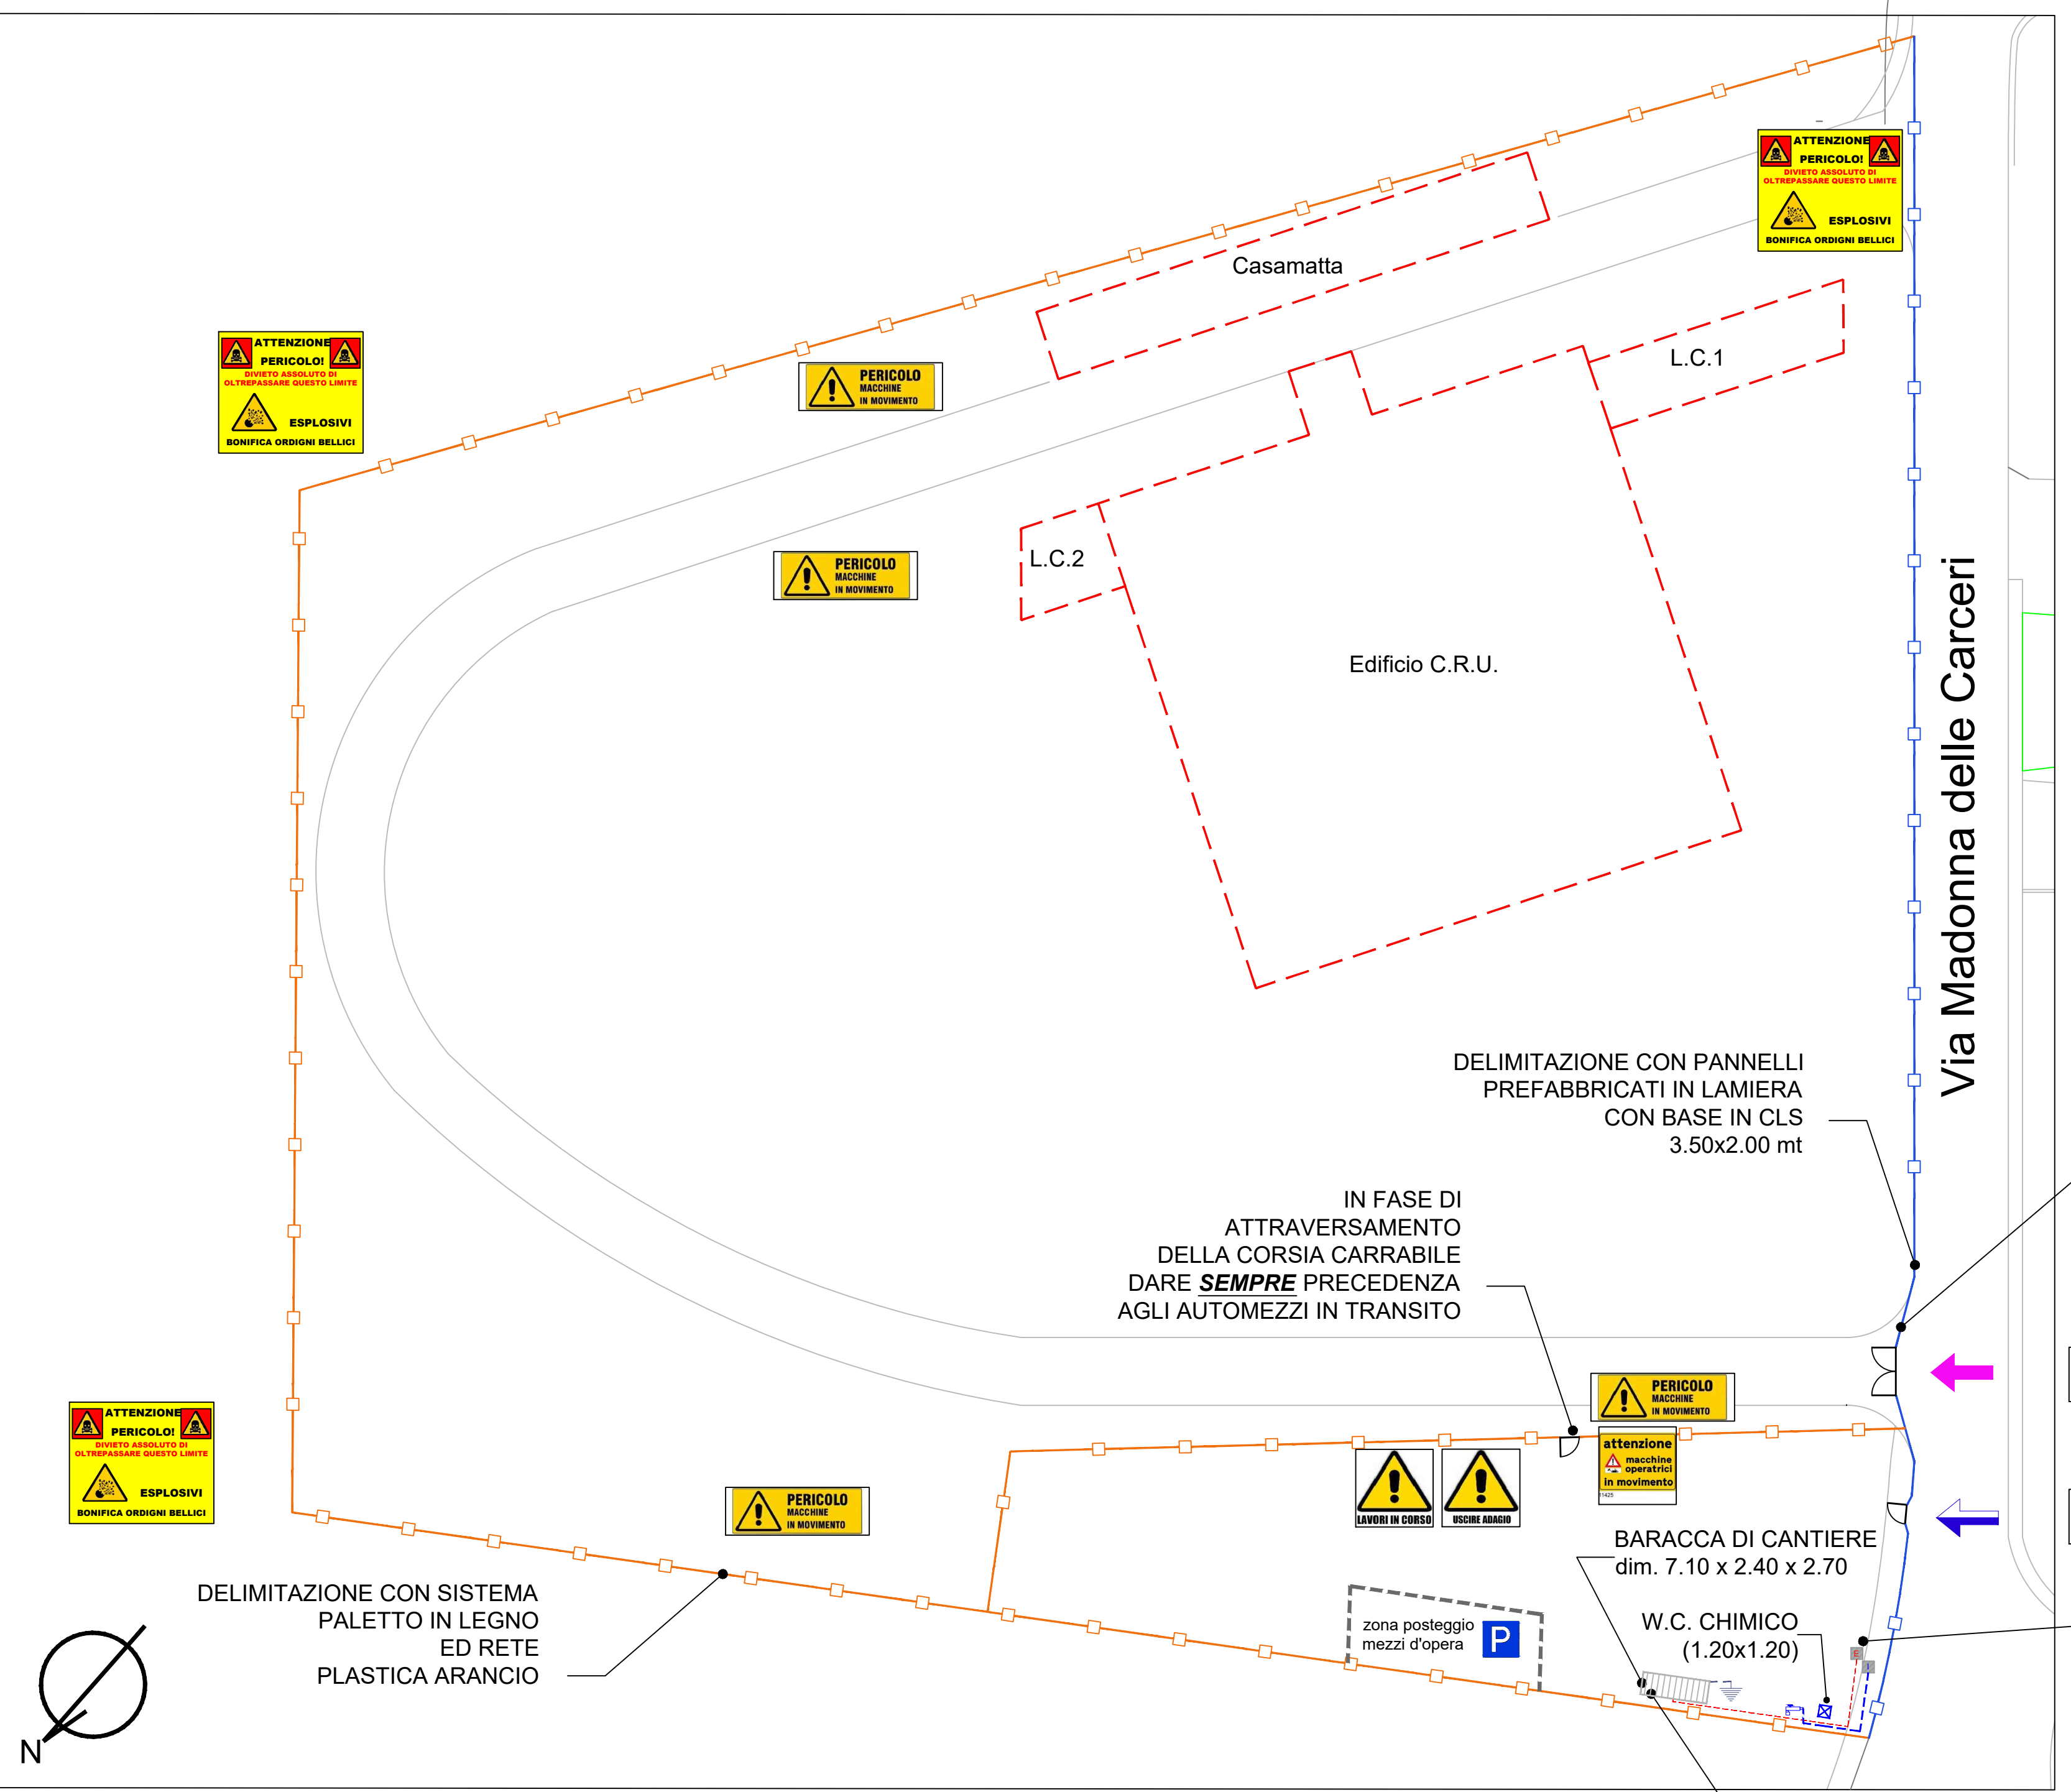 ATTENZIONE
PERICOLO!
DIVIETO ASSOLUTO DI
OLTREPASSARE QUESTO LIMITE
ESPLOSIVI
BONIFICA ORDIGNI BELLICI
Casamatta
ATTENZIONE
PERICOLO!
DIVIETO ASSOLUTO DI
OLTREPASSARE QUESTO LIMITE
ESPLOSIVI
BONIFICA ORDIGNI BELLICI
PERICOLO
MACCHINE
IN MOVIMENTO
L.C.1
PERICOLO
MACCHINE
IN MOVIMENTO
L.C.2
Edificio C.R.U.
Via Madonna delle Carceri
DELIMITAZIONE CON PANNELLI
PREFABBRICATI IN LAMIERA
CON BASE IN CLS
3.50x2.00 mt
IN FASE DI
ATTRAVERSAMENTO
DELLA CORSIA CARRABILE
DARE SEMPRE PRECEDENZA
AGLI AUTOMEZZI IN TRANSITO
PERICOLO
MACCHINE
IN MOVIMENTO
ATTENZIONE
PERICOLO!
DIVIETO ASSOLUTO DI
OLTREPASSARE QUESTO LIMITE
ESPLOSIVI
BONIFICA ORDIGNI BELLICI
PERICOLO
MACCHINE
IN MOVIMENTO
LAVORI IN CORSO
USCIRE ADAGIO
attenzione
macchine
operatrici
in movimento
11425
BARACCA DI CANTIERE
dim. 7.10 x 2.40 x 2.70
DELIMITAZIONE CON SISTEMA
PALETTO IN LEGNO
ED RETE
PLASTICA ARANCIO
zona posteggio
mezzi d'opera
P
W.C. CHIMICO
(1.20x1.20)
E
N